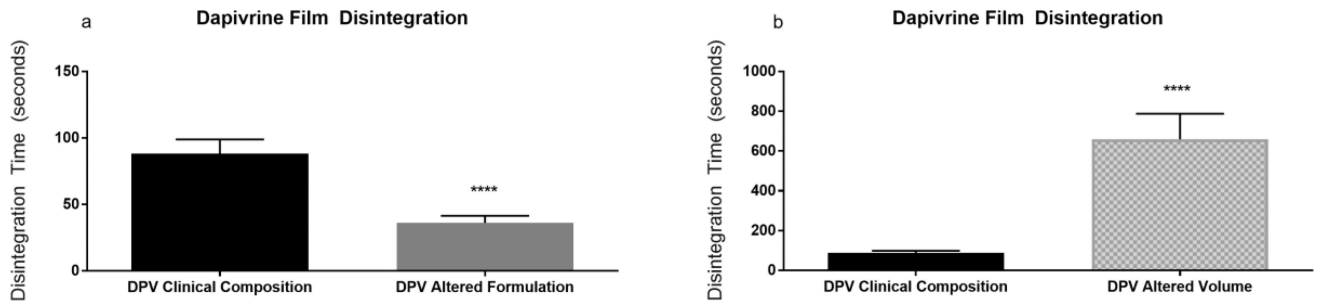 a
Dapivrine Film Disintegration
Disintegration Time (seconds)
150
100
50
0
****
DPV Clinical Composition
DPV Altered Formulation
b
Dapivrine Film Disintegration
Disintegration Time (seconds)
1000
800
600
400
200
0
****
DPV Clinical Composition
DPV Altered Volume